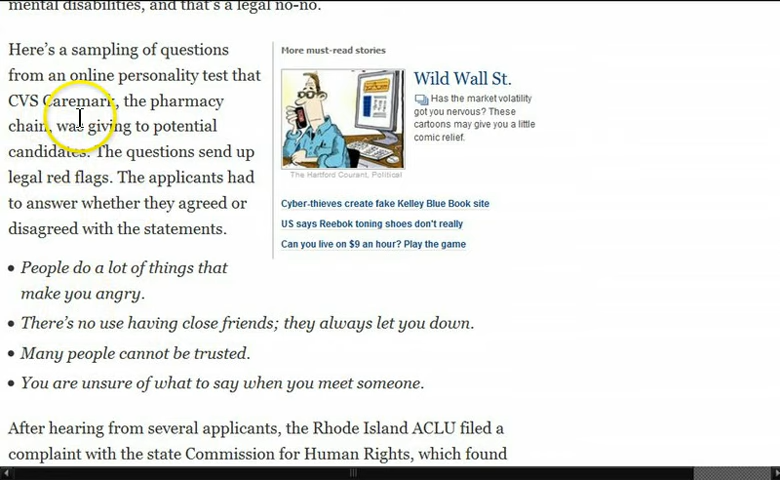 mental disabilities, and that's a legal no-no.
Here's a sampling of questions
from an online personality test that
CVS Caremark, the pharmacy
chain, was giving to potential
candidates. The questions send up
legal red flags. The applicants had
to answer whether they agreed or
disagreed with the statements.
More must-read stories
Wild Wall St.
Has the market volatility
got you nervous? These
cartoons may give you a little
comic relief.
The Hartford Courant, Political
Cyber-thieves create fake Kelley Blue Book site
US says Reebok toning shoes don't really
Can you live on $9 an hour? Play the game
• People do a lot of things that
make you angry.
• There's no use having close friends; they always let you down.
• Many people cannot be trusted.
• You are unsure of what to say when you meet someone.
After hearing from several applicants, the Rhode Island ACLU filed a
complaint with the state Commission for Human Rights, which found